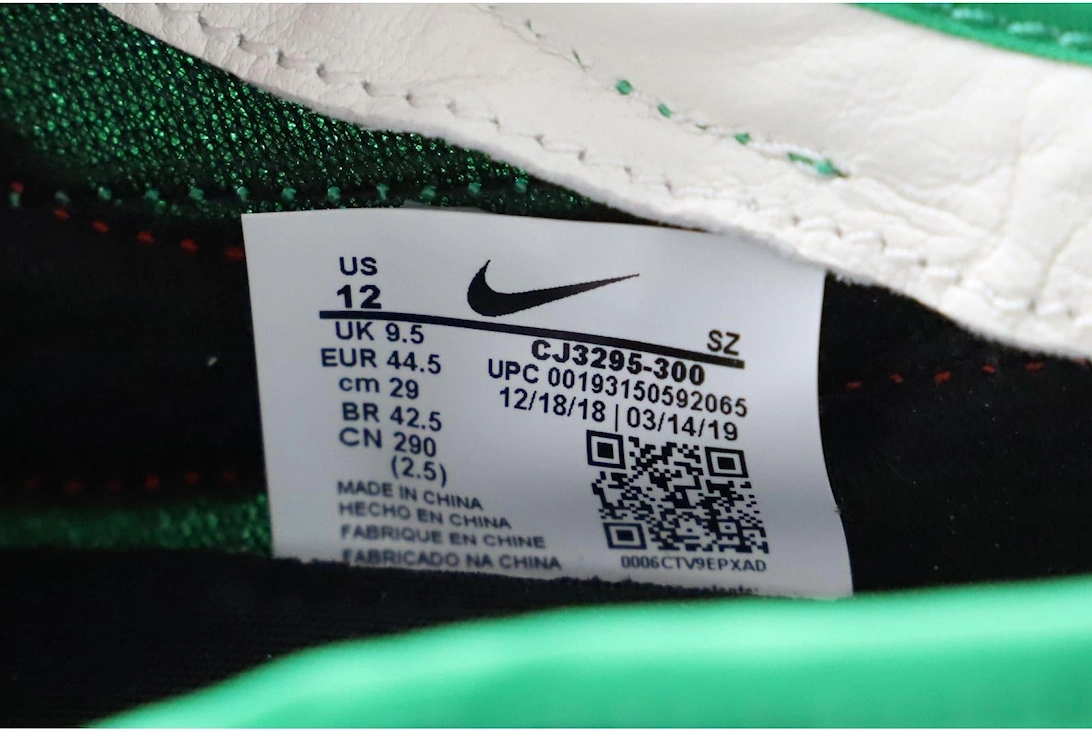 US
12
UK 9.5
EUR 44.5
cm 29
BR 42.5
CN 290
(2.5)
MADE IN CHINA
HECHO EN CHINA
FABRIQUE EN CHINE
FABRICADO NA CHINA
SZ
CJ3295-300
UPC 00193150592065
12/18/18 | 03/14/19
0006CTV9EPXAD